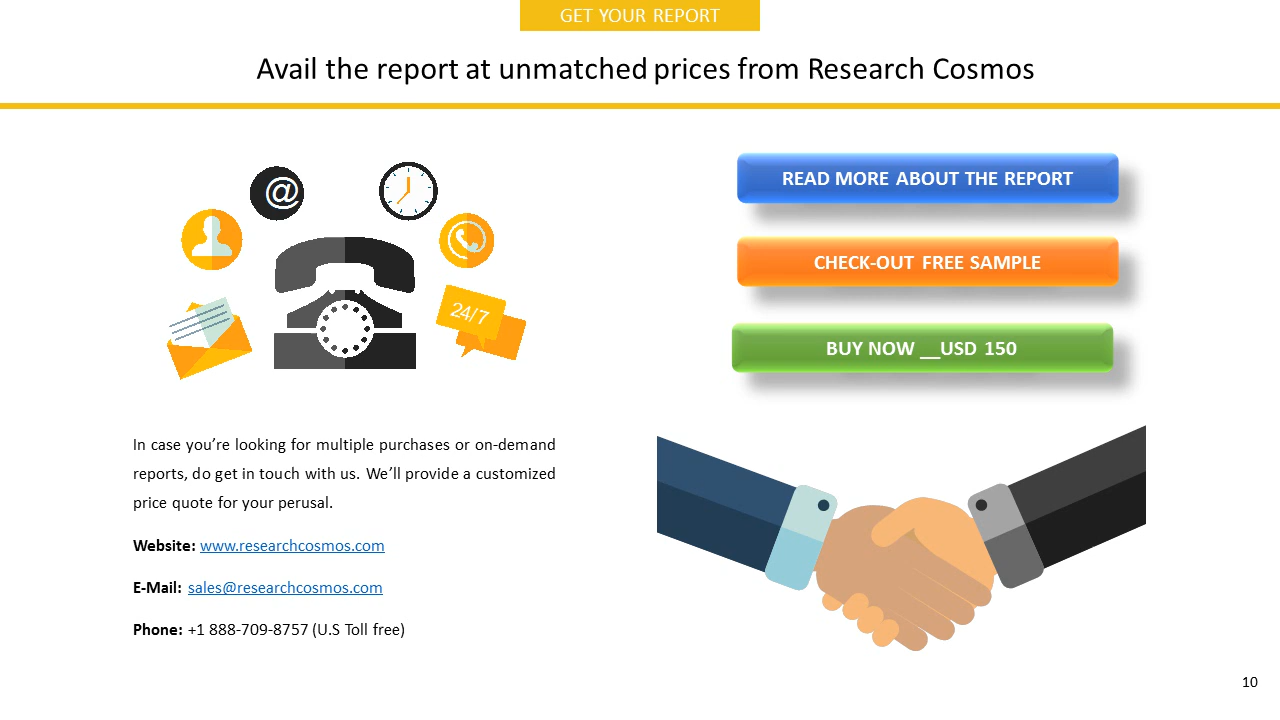 GET YOUR REPORT
Avail the report at unmatched prices from Research Cosmos
@
24/7
READ MORE ABOUT THE REPORT
CHECK-OUT FREE SAMPLE
BUY NOW __USD 150
In case you’re looking for multiple purchases or on-demand
reports, do get in touch with us. We’ll provide a customized
price quote for your perusal.
Website: www.researchcosmos.com
E-Mail: sales@researchcosmos.com
Phone: +1 888-709-8757 (U.S Toll free)
10